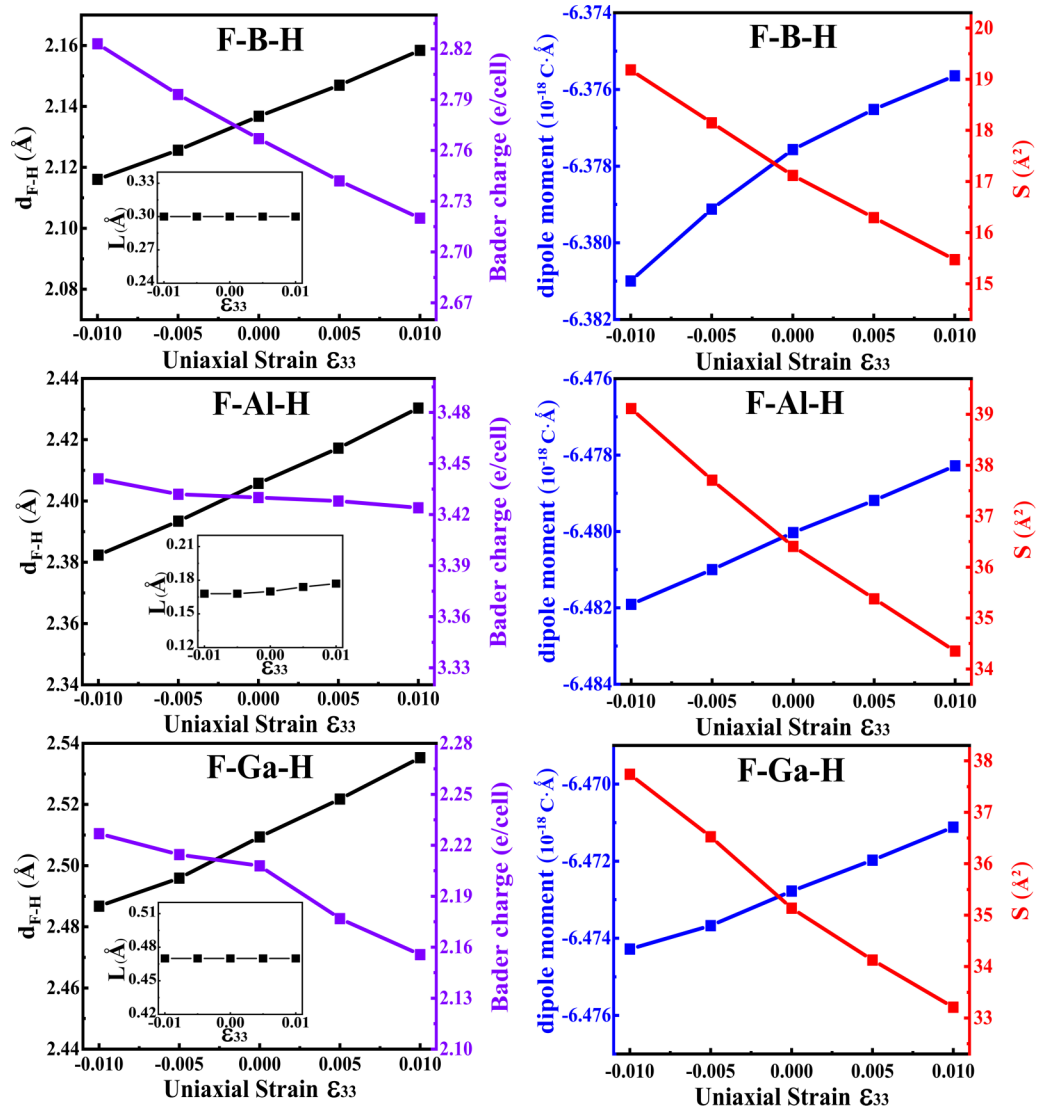 F-B-H
d_F-H (Å)
2.16
2.14
2.12
2.10
2.08
2.82
2.79
2.76
2.73
2.70
2.67
Bader charge (e/cell)
L(Å)
0.33
0.30
0.27
0.24
-0.01 0.00 0.01
ε33
-0.010 -0.005 0.000 0.005 0.010
Uniaxial Strain ε33
F-B-H
dipole moment (10⁻¹⁸ C·Å)
-6.374
-6.376
-6.378
-6.380
-6.382
20
19
18
17
16
15
S (Å²)
-0.010 -0.005 0.000 0.005 0.010
Uniaxial Strain ε33
F-Al-H
d_F-H (Å)
2.44
2.42
2.40
2.38
2.36
2.34
3.48
3.45
3.42
3.39
3.36
3.33
Bader charge (e/cell)
L(Å)
0.21
0.18
0.15
0.12
-0.01 0.00 0.01
ε33
-0.010 -0.005 0.000 0.005 0.010
Uniaxial Strain ε33
F-Al-H
dipole moment (10⁻¹⁸ C·Å)
-6.476
-6.478
-6.480
-6.482
-6.484
39
38
37
36
35
34
S (Å²)
-0.010 -0.005 0.000 0.005 0.010
Uniaxial Strain ε33
F-Ga-H
d_F-H (Å)
2.54
2.52
2.50
2.48
2.46
2.44
2.28
2.25
2.22
2.19
2.16
2.13
2.10
Bader charge (e/cell)
L(Å)
0.51
0.48
0.45
0.42
-0.01 0.00 0.01
ε33
-0.010 -0.005 0.000 0.005 0.010
Uniaxial Strain ε33
F-Ga-H
dipole moment (10⁻¹⁸ C·Å)
-6.470
-6.472
-6.474
-6.476
38
37
36
35
34
33
S (Å²)
-0.010 -0.005 0.000 0.005 0.010
Uniaxial Strain ε33